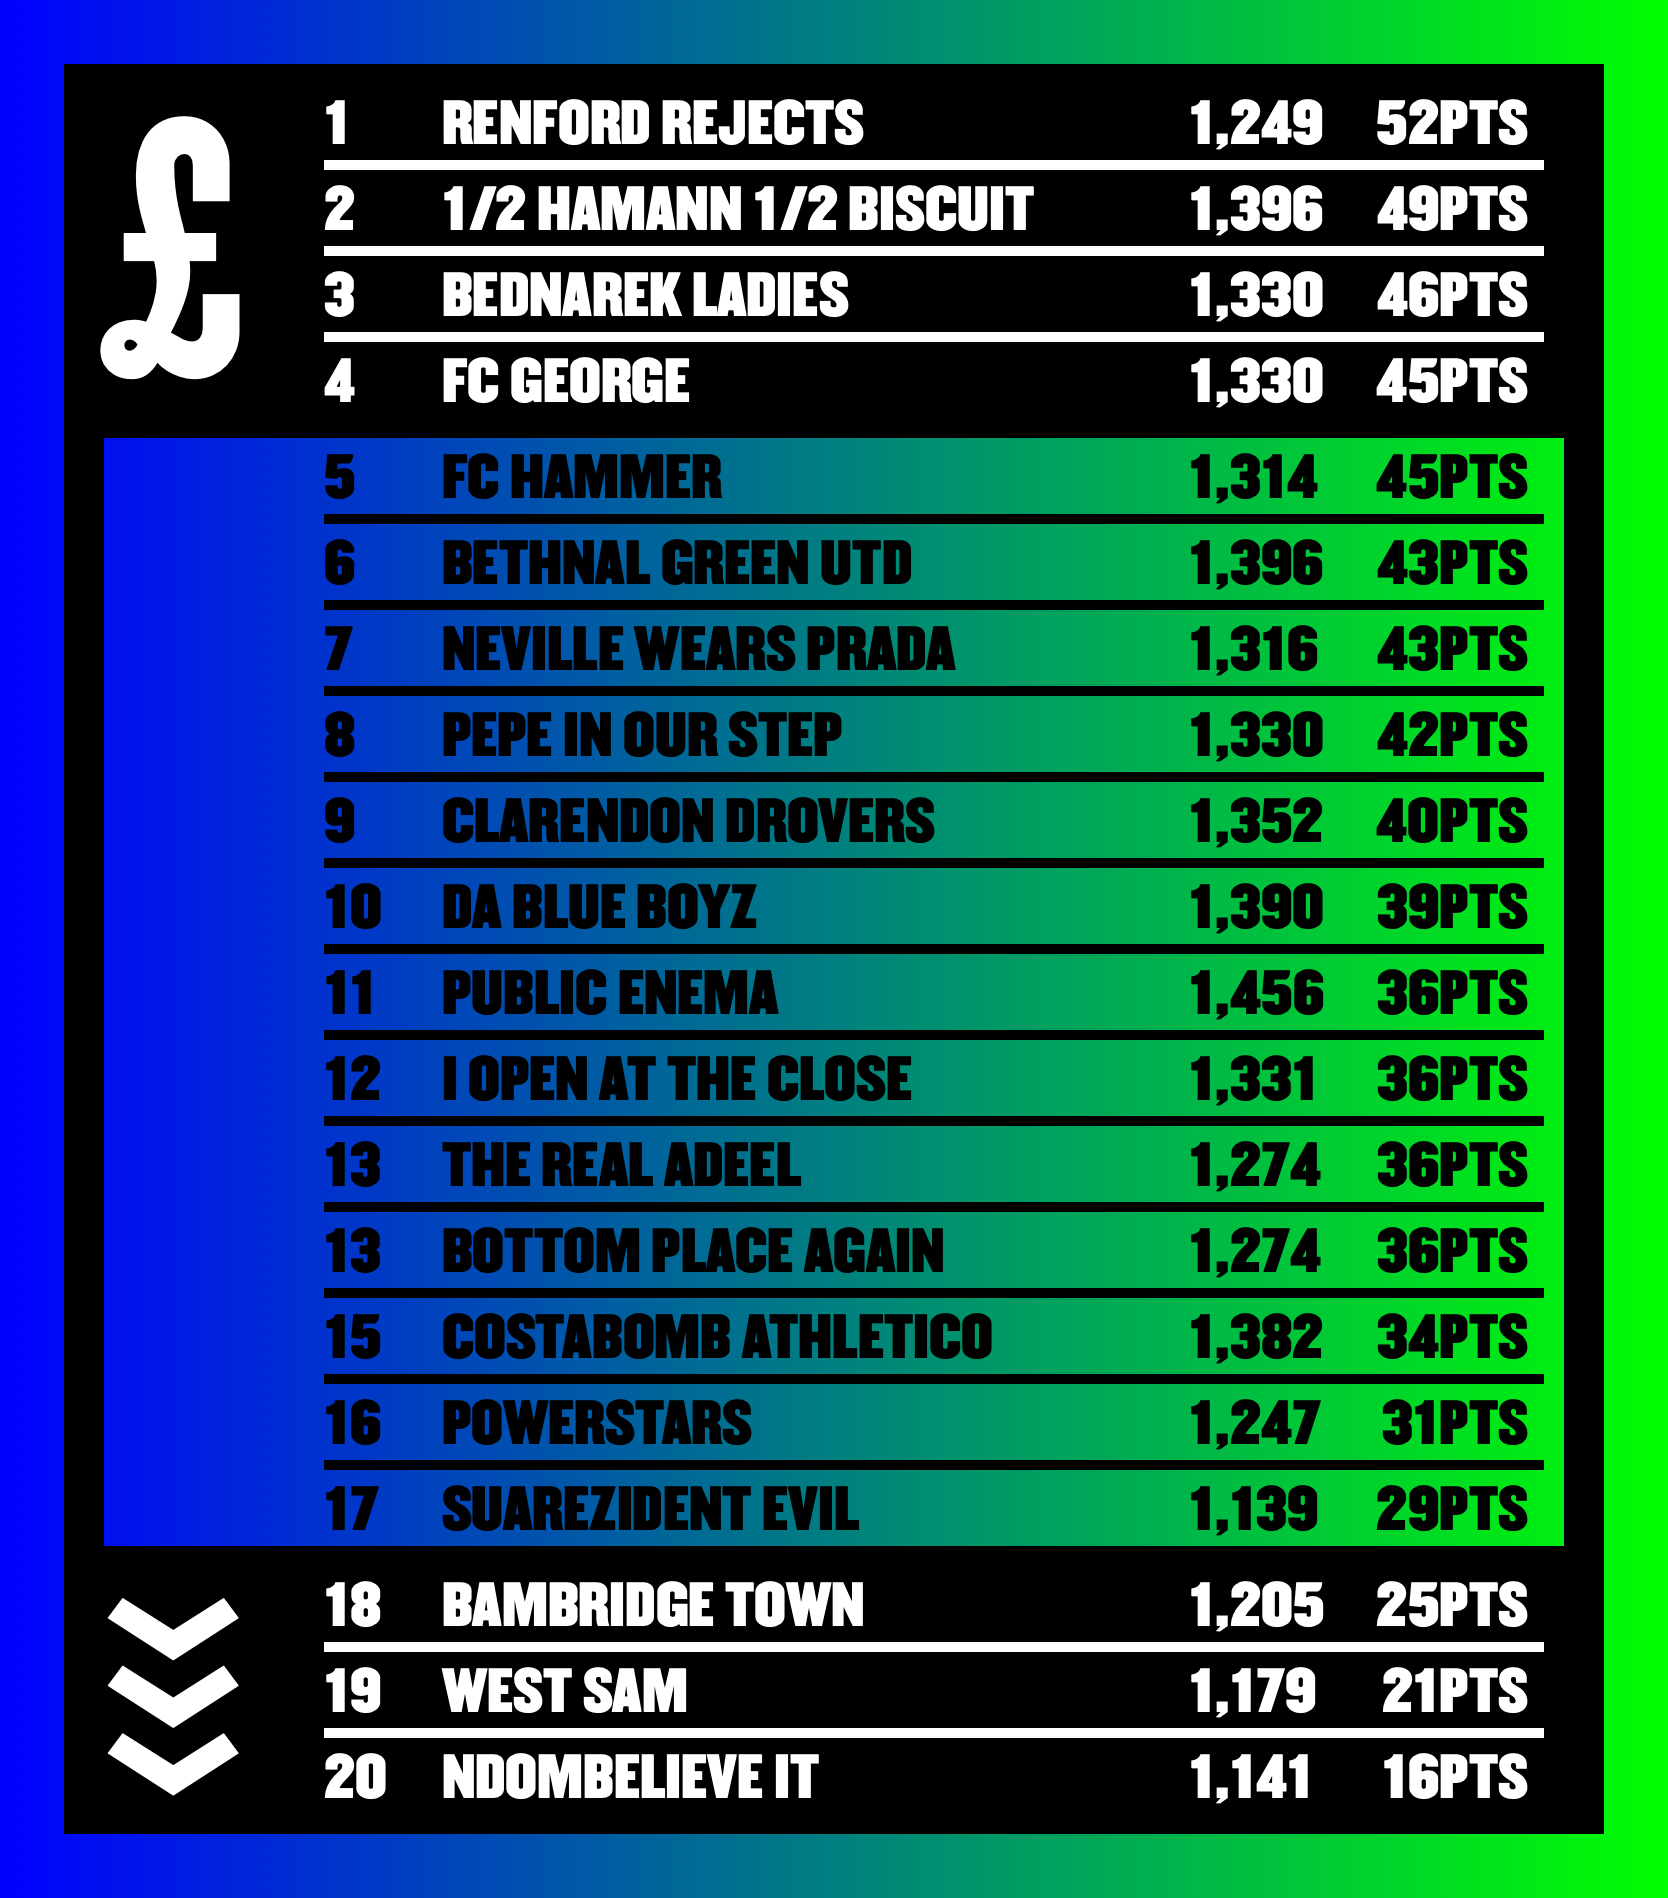 £
1 RENFORD REJECTS 1,249 52PTS
2 1/2 HAMANN 1/2 BISCUIT 1,396 49PTS
3 BEDNAREK LADIES 1,330 46PTS
4 FC GEORGE 1,330 45PTS
5 FC HAMMER 1,314 45PTS
6 BETHNAL GREEN UTD 1,396 43PTS
7 NEVILLE WEARS PRADA 1,316 43PTS
8 PEPE IN OUR STEP 1,330 42PTS
9 CLARENDON DROVERS 1,352 40PTS
10 DA BLUE BOYZ 1,390 39PTS
11 PUBLIC ENEMA 1,456 36PTS
12 I OPEN AT THE CLOSE 1,331 36PTS
13 THE REAL ADEEL 1,274 36PTS
13 BOTTOM PLACE AGAIN 1,274 36PTS
15 COSTABOMB ATHLETICO 1,382 34PTS
16 POWERSTARS 1,247 31PTS
17 SUAREZIDENT EVIL 1,139 29PTS
18 BAMBRIDGE TOWN 1,205 25PTS
19 WEST SAM 1,179 21PTS
20 NDOMBELIEVE IT 1,141 16PTS